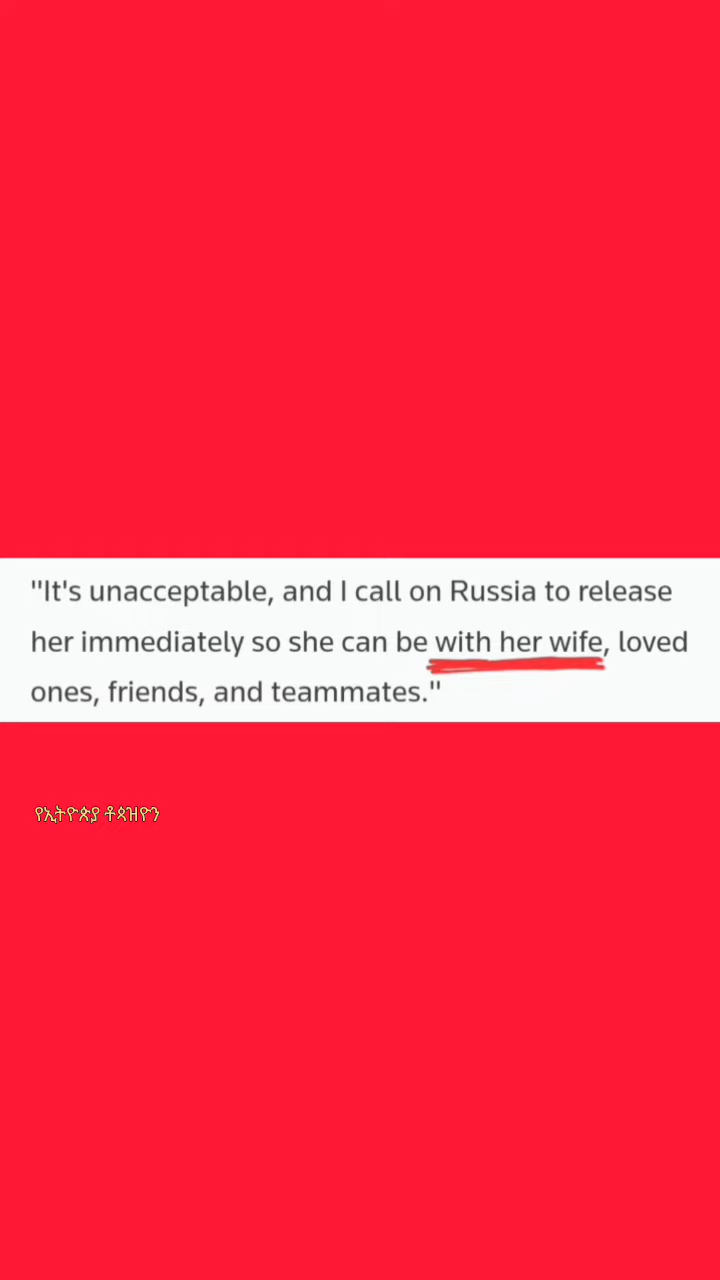 "It's unacceptable, and I call on Russia to release
her immediately so she can be with her wife, loved
ones, friends, and teammates."
የኢትዮጵያ ቶጳዝዮን